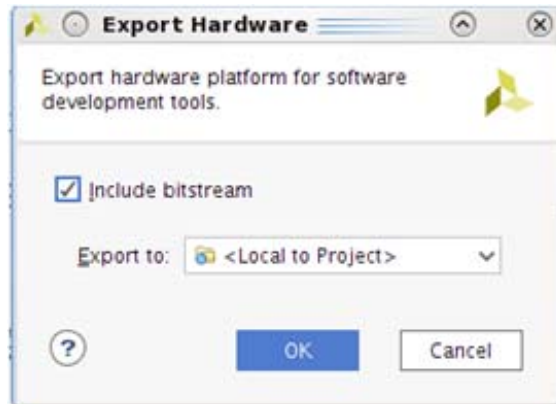 Export Hardware
Export hardware platform for software
development tools.
Include bitstream
Export to: <Local to Project>
? OK Cancel